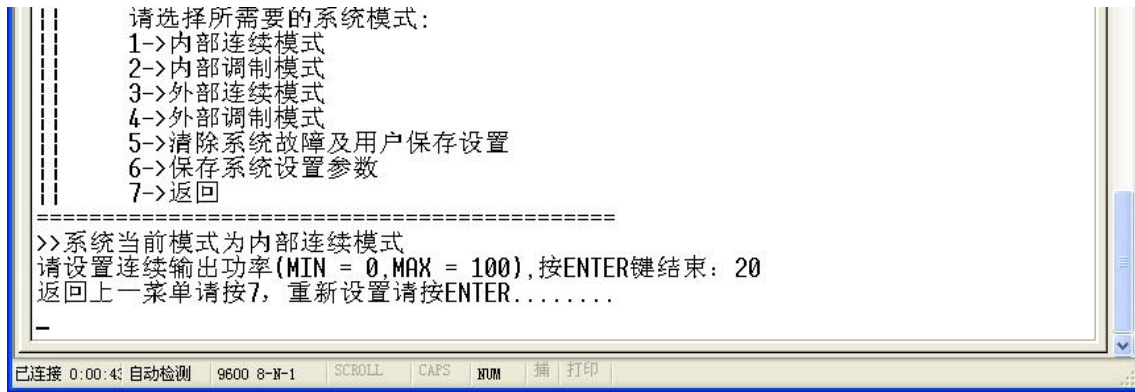 || 请选择所需要的系统模式:
|| 1->内部连续模式
|| 2->内部调制模式
|| 3->外部连续模式
|| 4->外部调制模式
|| 5->清除系统故障及用户保存设置
|| 6->保存系统设置参数
|| 7->返回
============================================
>>系统当前模式为内部连续模式
请设置连续输出功率(MIN = 0,MAX = 100),按ENTER键结束: 20
返回上一菜单请按7，重新设置请按ENTER........
_
已连接 0:00:43 自动检测 9600 8-N-1 SCROLL CAPS NUM 捕 打印